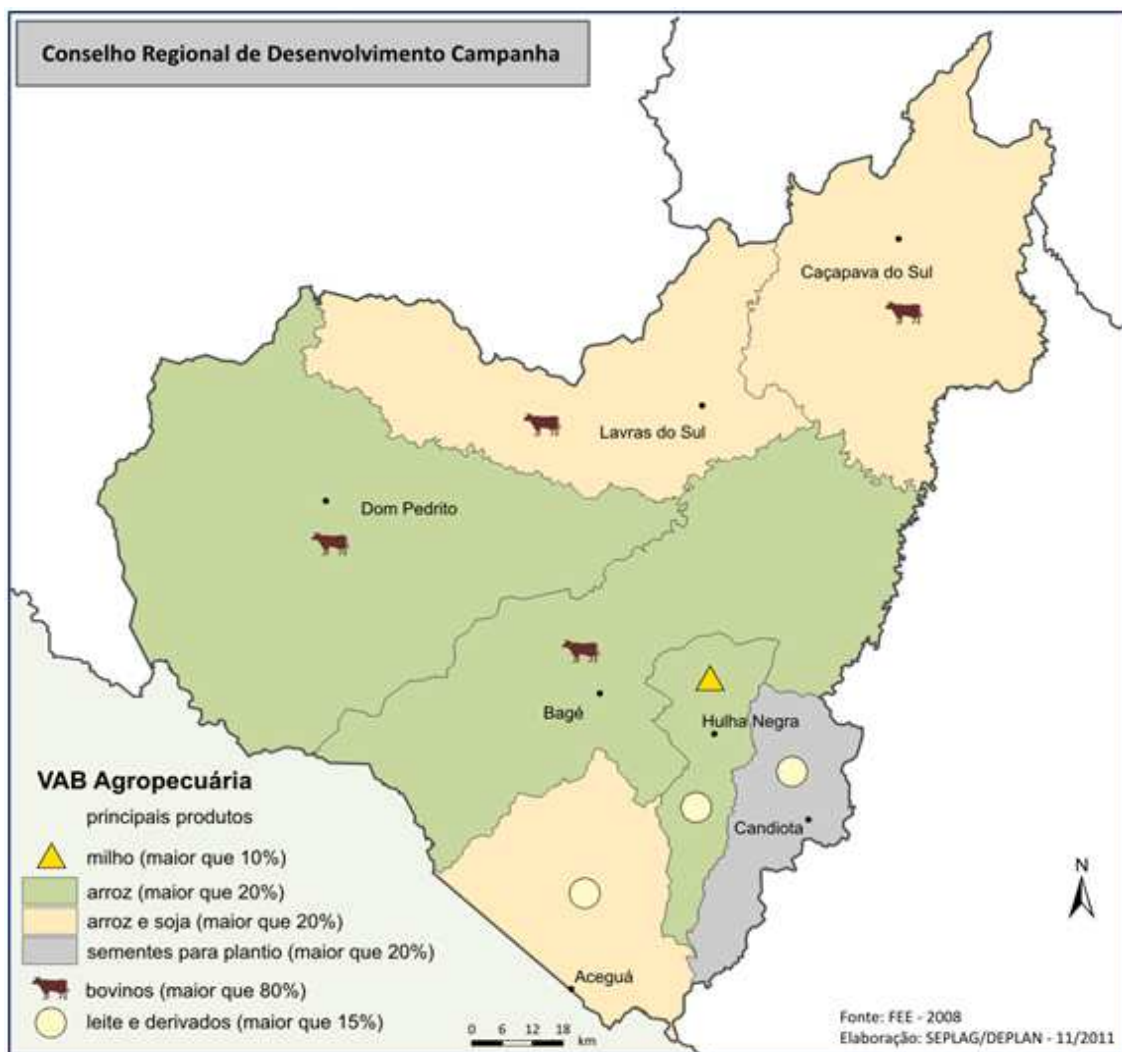 Conselho Regional de Desenvolvimento Campanha
Caçapava do Sul
Lavras do Sul
Dom Pedrito
Bagé
Hulha Negra
Candiota
Aceguá
VAB Agropecuária
principais produtos
milho (maior que 10%)
arroz (maior que 20%)
arroz e soja (maior que 20%)
sementes para plantio (maior que 20%)
bovinos (maior que 80%)
leite e derivados (maior que 15%)
0 6 12 18
km
N
Fonte: FEE - 2008
Elaboração: SEPLAG/DEPLAN - 11/2011